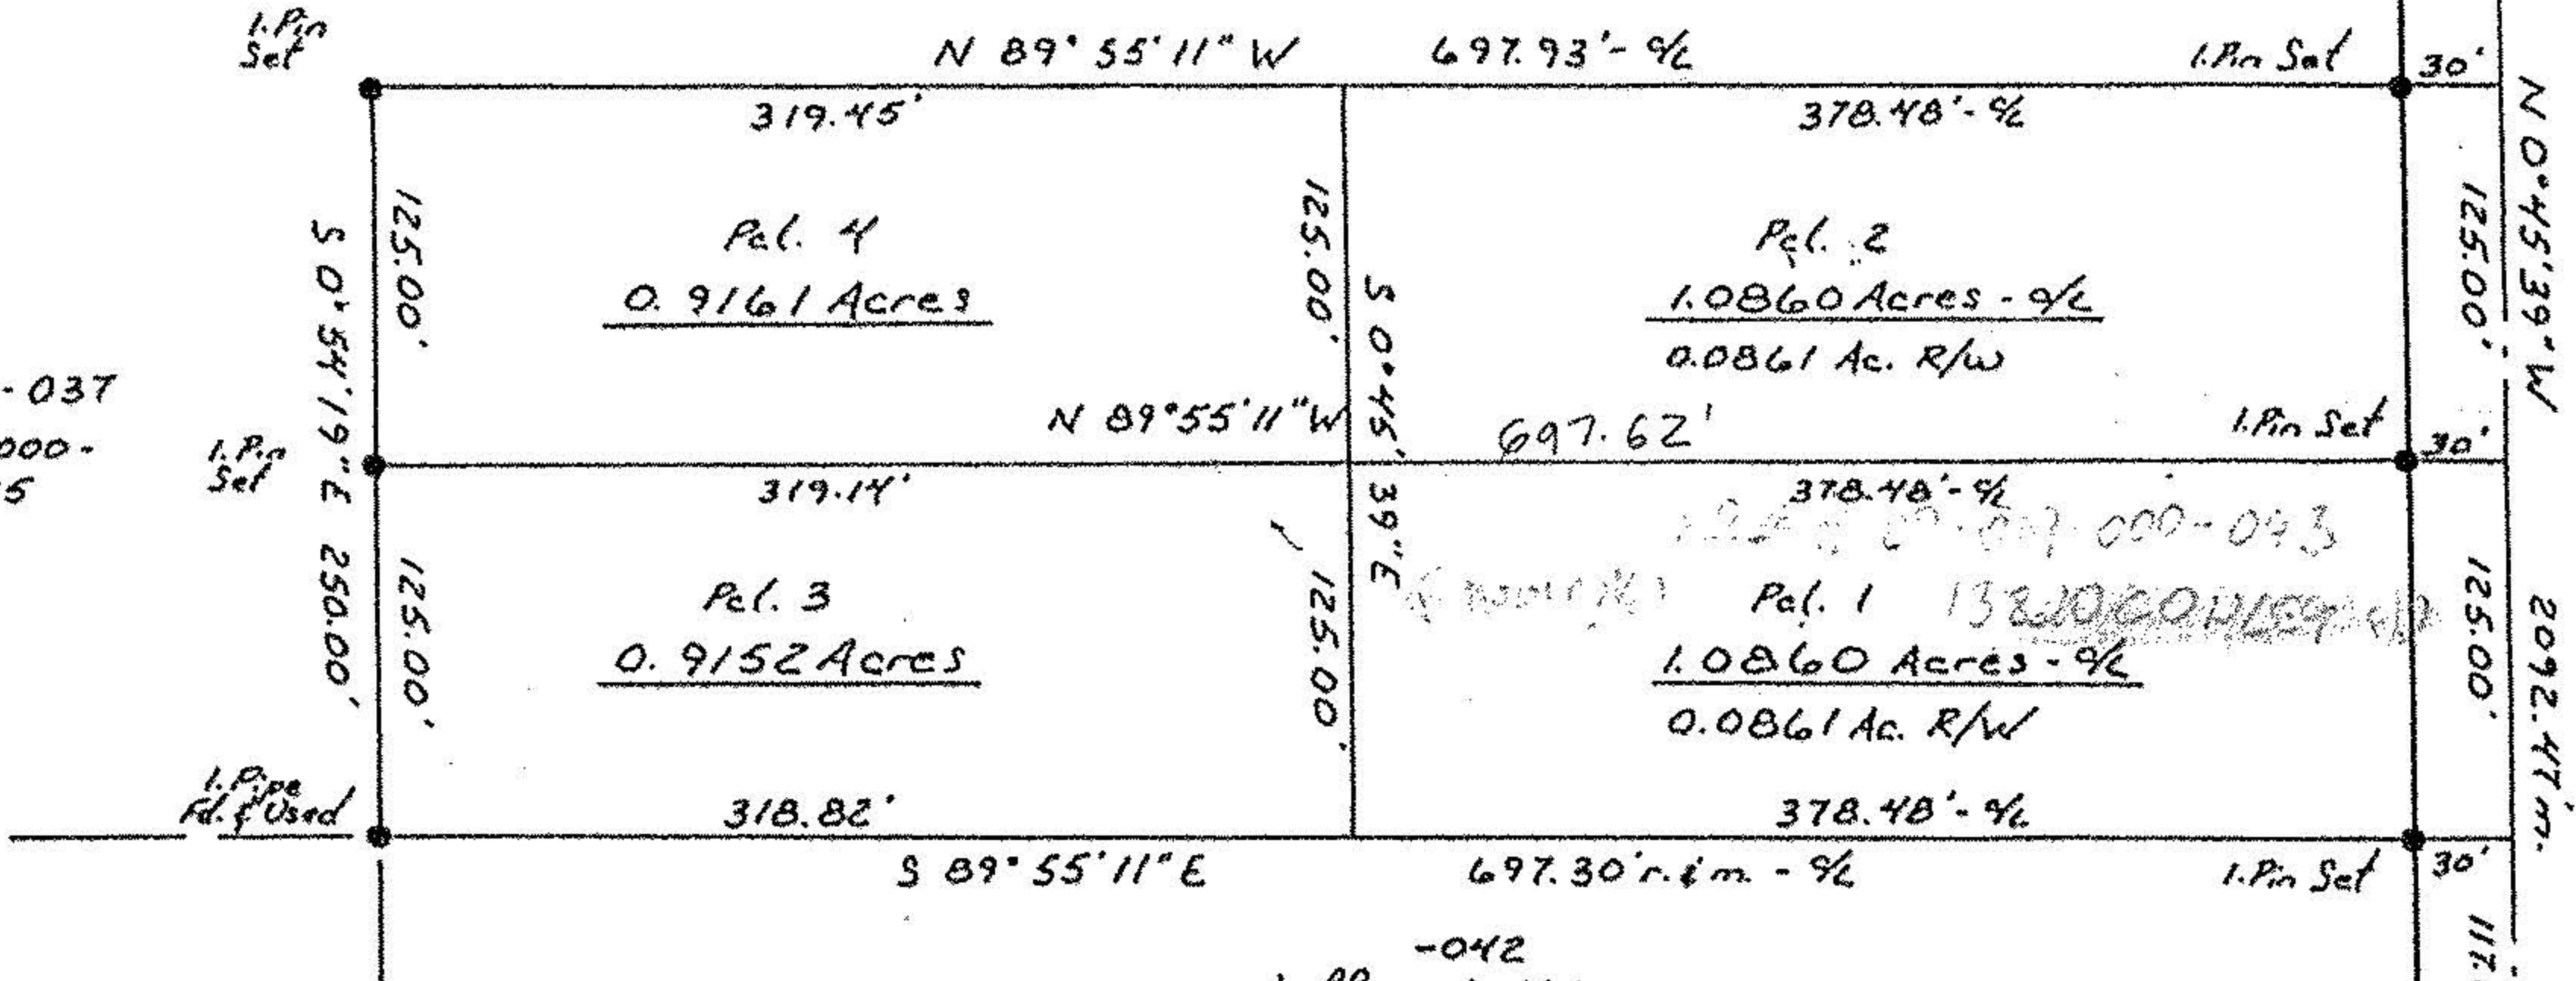 I. Pin
Set
N 89° 55' 11" W 697.93'- ℄
I. Pin Set
30'
319.45'
378.48'- ℄
N 0°45'39"W
125.00'
S 0°54'19"E 250.00'
125.00'
125.00'
Pcl. 4
0.9161 Acres
Pcl. 2
1.0860 Acres - ℄
0.0861 Ac. R/W
S 0°45'39"E
-037
000-
5
I. Pin
Set
N 89°55'11"W 697.62'
I. Pin Set
30'
319.14'
378.48'- ℄
000-043
125.00'
125.00'
125.00'
2092.47'm.
Pcl. 3
0.9152 Acres
Pcl. 1
1.0860 Acres - ℄
0.0861 Ac. R/W
I. Pipe
Fd. & Used
318.82'
378.48'- ℄
S 89° 55' 11" E 697.30' r. & m. - ℄
I. Pin Set
30'
-042
117.